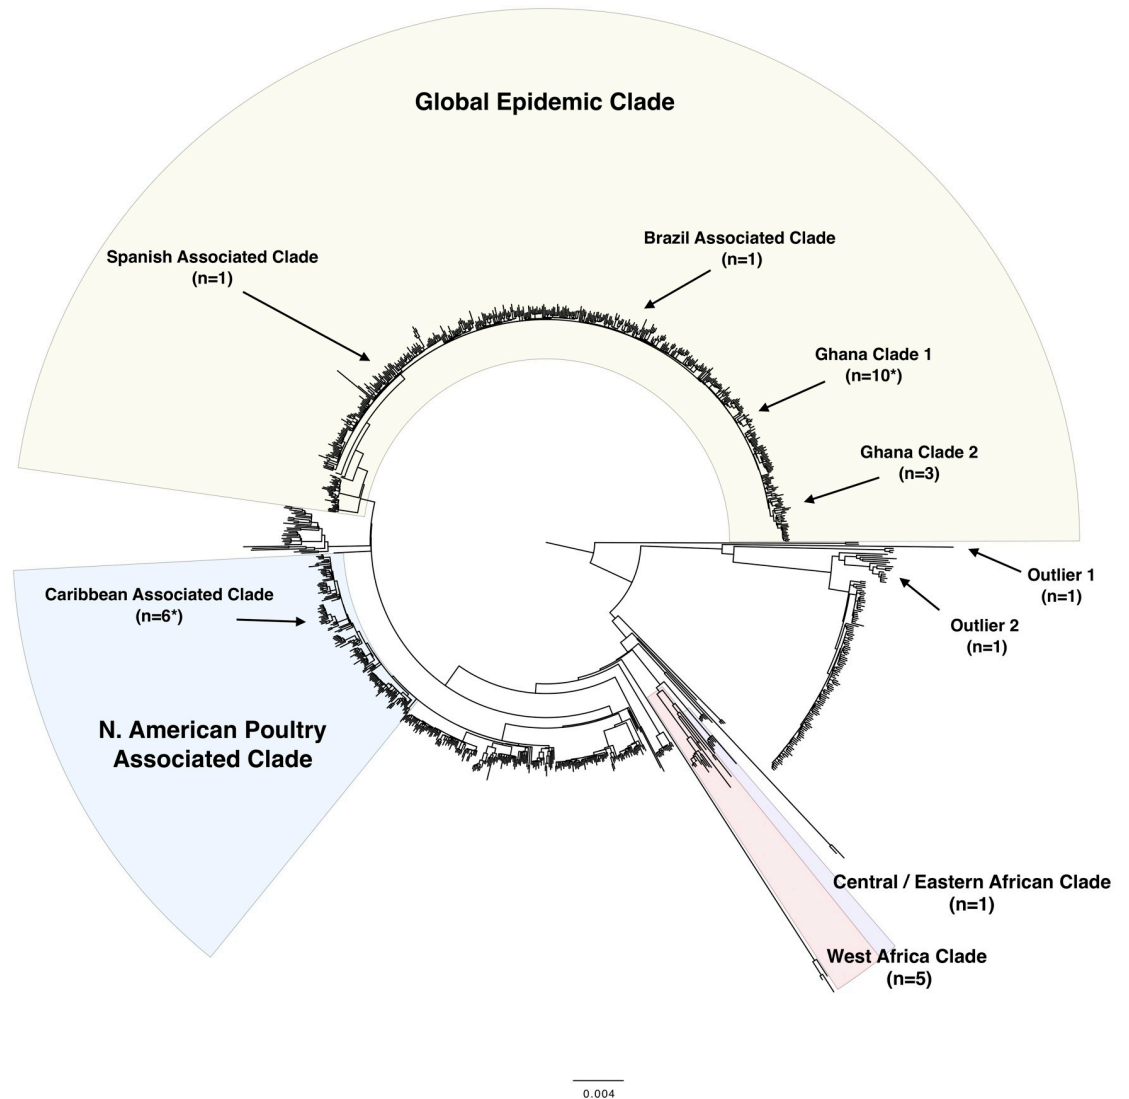 Global Epidemic Clade
Brazil Associated Clade
(n=1)
Spanish Associated Clade
(n=1)
Ghana Clade 1
(n=10*)
Ghana Clade 2
(n=3)
Outlier 1
(n=1)
Caribbean Associated Clade
(n=6*)
Outlier 2
(n=1)
N. American Poultry
Associated Clade
Central / Eastern African Clade
(n=1)
West Africa Clade
(n=5)
0.004